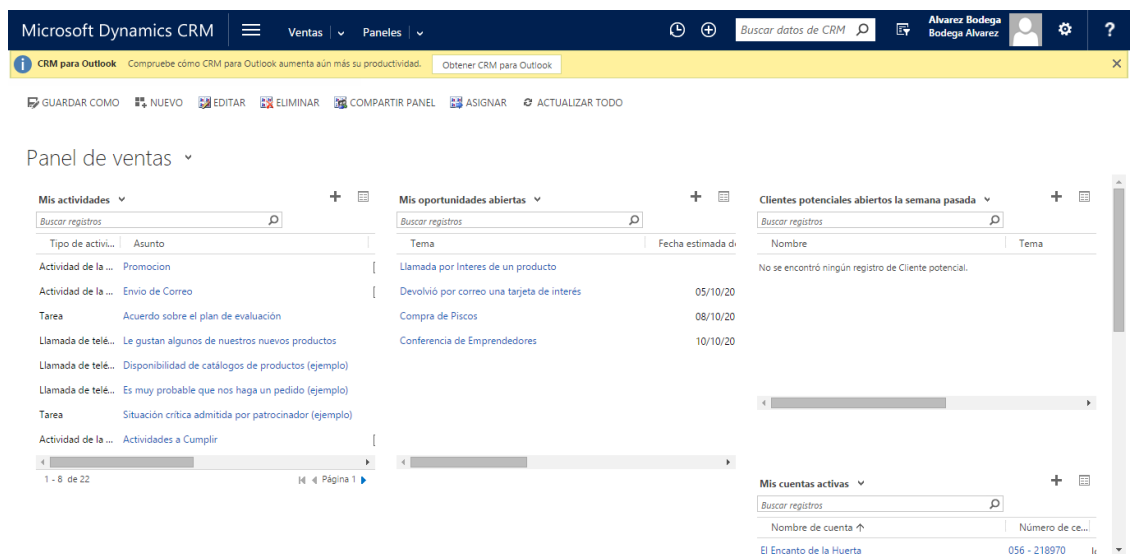 Microsoft Dynamics CRM Ventas Paneles Buscar datos de CRM Alvarez Bodega
Bodega Alvarez ?
CRM para Outlook Compruebe cómo CRM para Outlook aumenta aún más su productividad. Obtener CRM para Outlook
GUARDAR COMO NUEVO EDITAR ELIMINAR COMPARTIR PANEL ASIGNAR ACTUALIZAR TODO
Panel de ventas
Mis actividades
Buscar registros
Tipo de activi... Asunto
Actividad de la ... Promocion
Actividad de la ... Envio de Correo
Tarea Acuerdo sobre el plan de evaluación
Llamada de telé... Le gustan algunos de nuestros nuevos productos
Llamada de telé... Disponibilidad de catálogos de productos (ejemplo)
Llamada de telé... Es muy probable que nos haga un pedido (ejemplo)
Tarea Situación crítica admitida por patrocinador (ejemplo)
Actividad de la ... Actividades a Cumplir
1 - 8 de 22 Página 1
Mis oportunidades abiertas
Buscar registros
Tema Fecha estimada de
Llamada por Interes de un producto
Devolvió por correo una tarjeta de interés 05/10/20
Compra de Piscos 08/10/20
Conferencia de Emprendedores 10/10/20
Clientes potenciales abiertos la semana pasada
Buscar registros
Nombre Tema
No se encontró ningún registro de Cliente potencial.
Mis cuentas activas
Buscar registros
Nombre de cuenta Número de ce...
El Encanto de la Huerta 056 - 218970